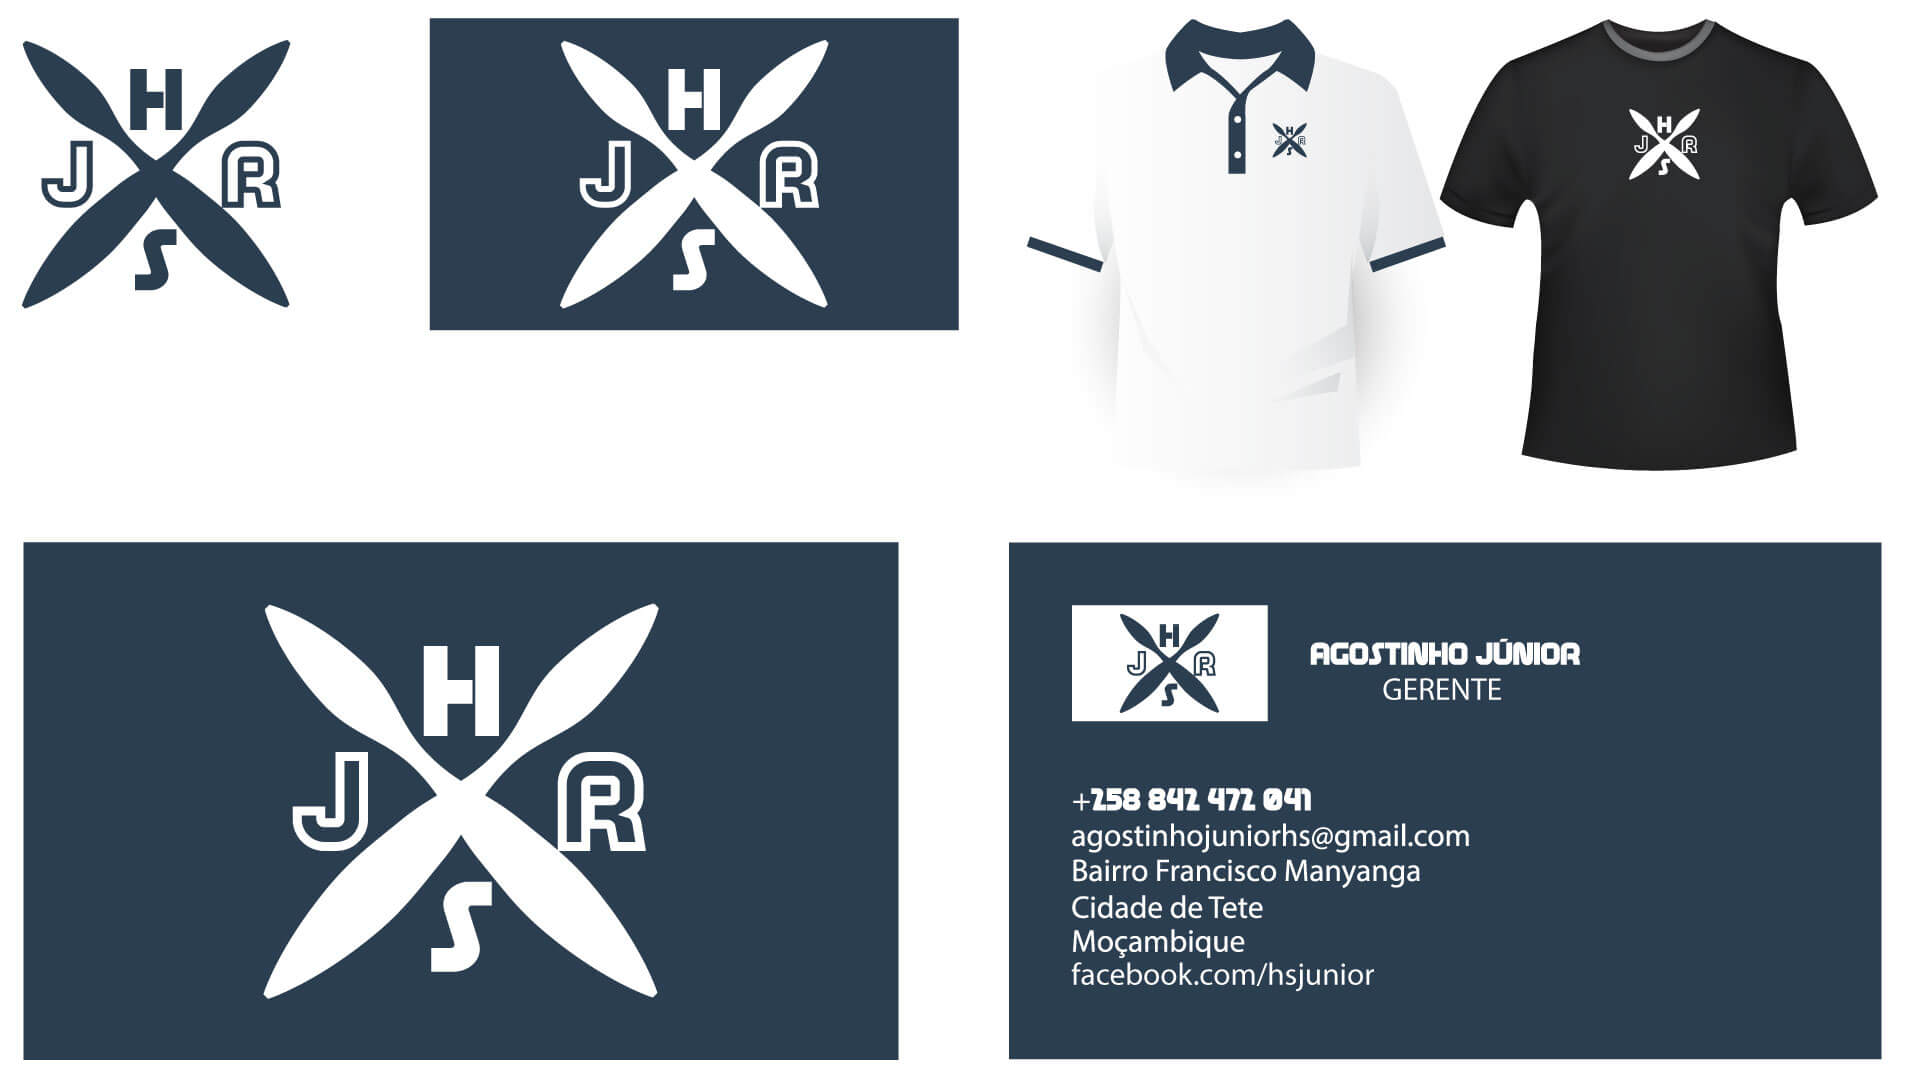 H
J R
S
H
J R
S
H
J R
S
H
J R
S
H
J R
S
H
J R
S
AGOSTINHO JÚNIOR
GERENTE
+258 842 472 041
agostinhojuniorhs@gmail.com
Bairro Francisco Manyanga
Cidade de Tete
Moçambique
facebook.com/hsjunior